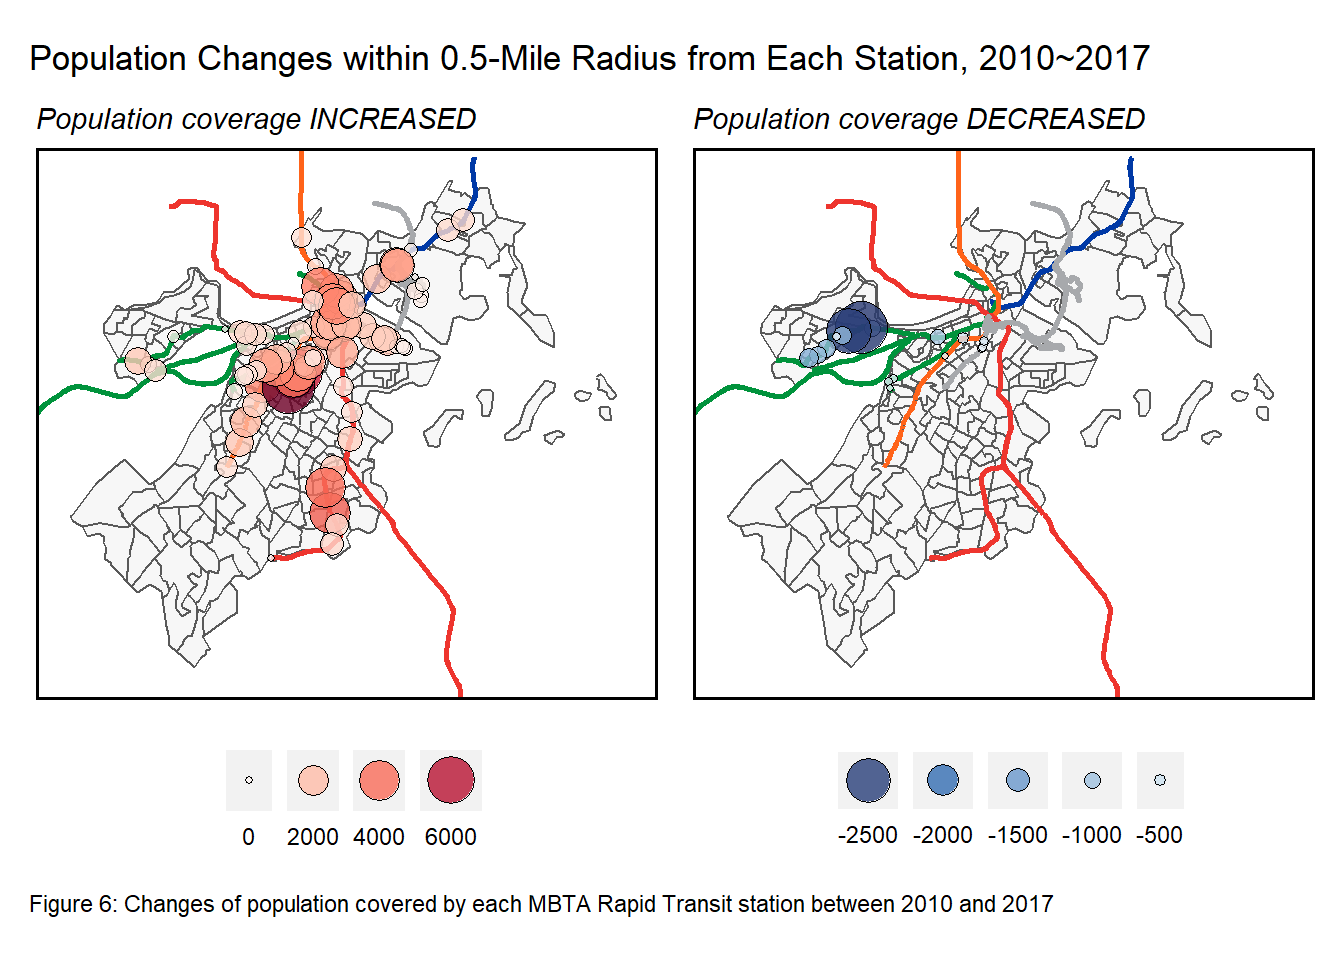 Population Changes within 0.5-Mile Radius from Each Station, 2010~2017
Population coverage INCREASED
Population coverage DECREASED
0 2000 4000 6000
-2500 -2000 -1500 -1000 -500
Figure 6: Changes of population covered by each MBTA Rapid Transit station between 2010 and 2017